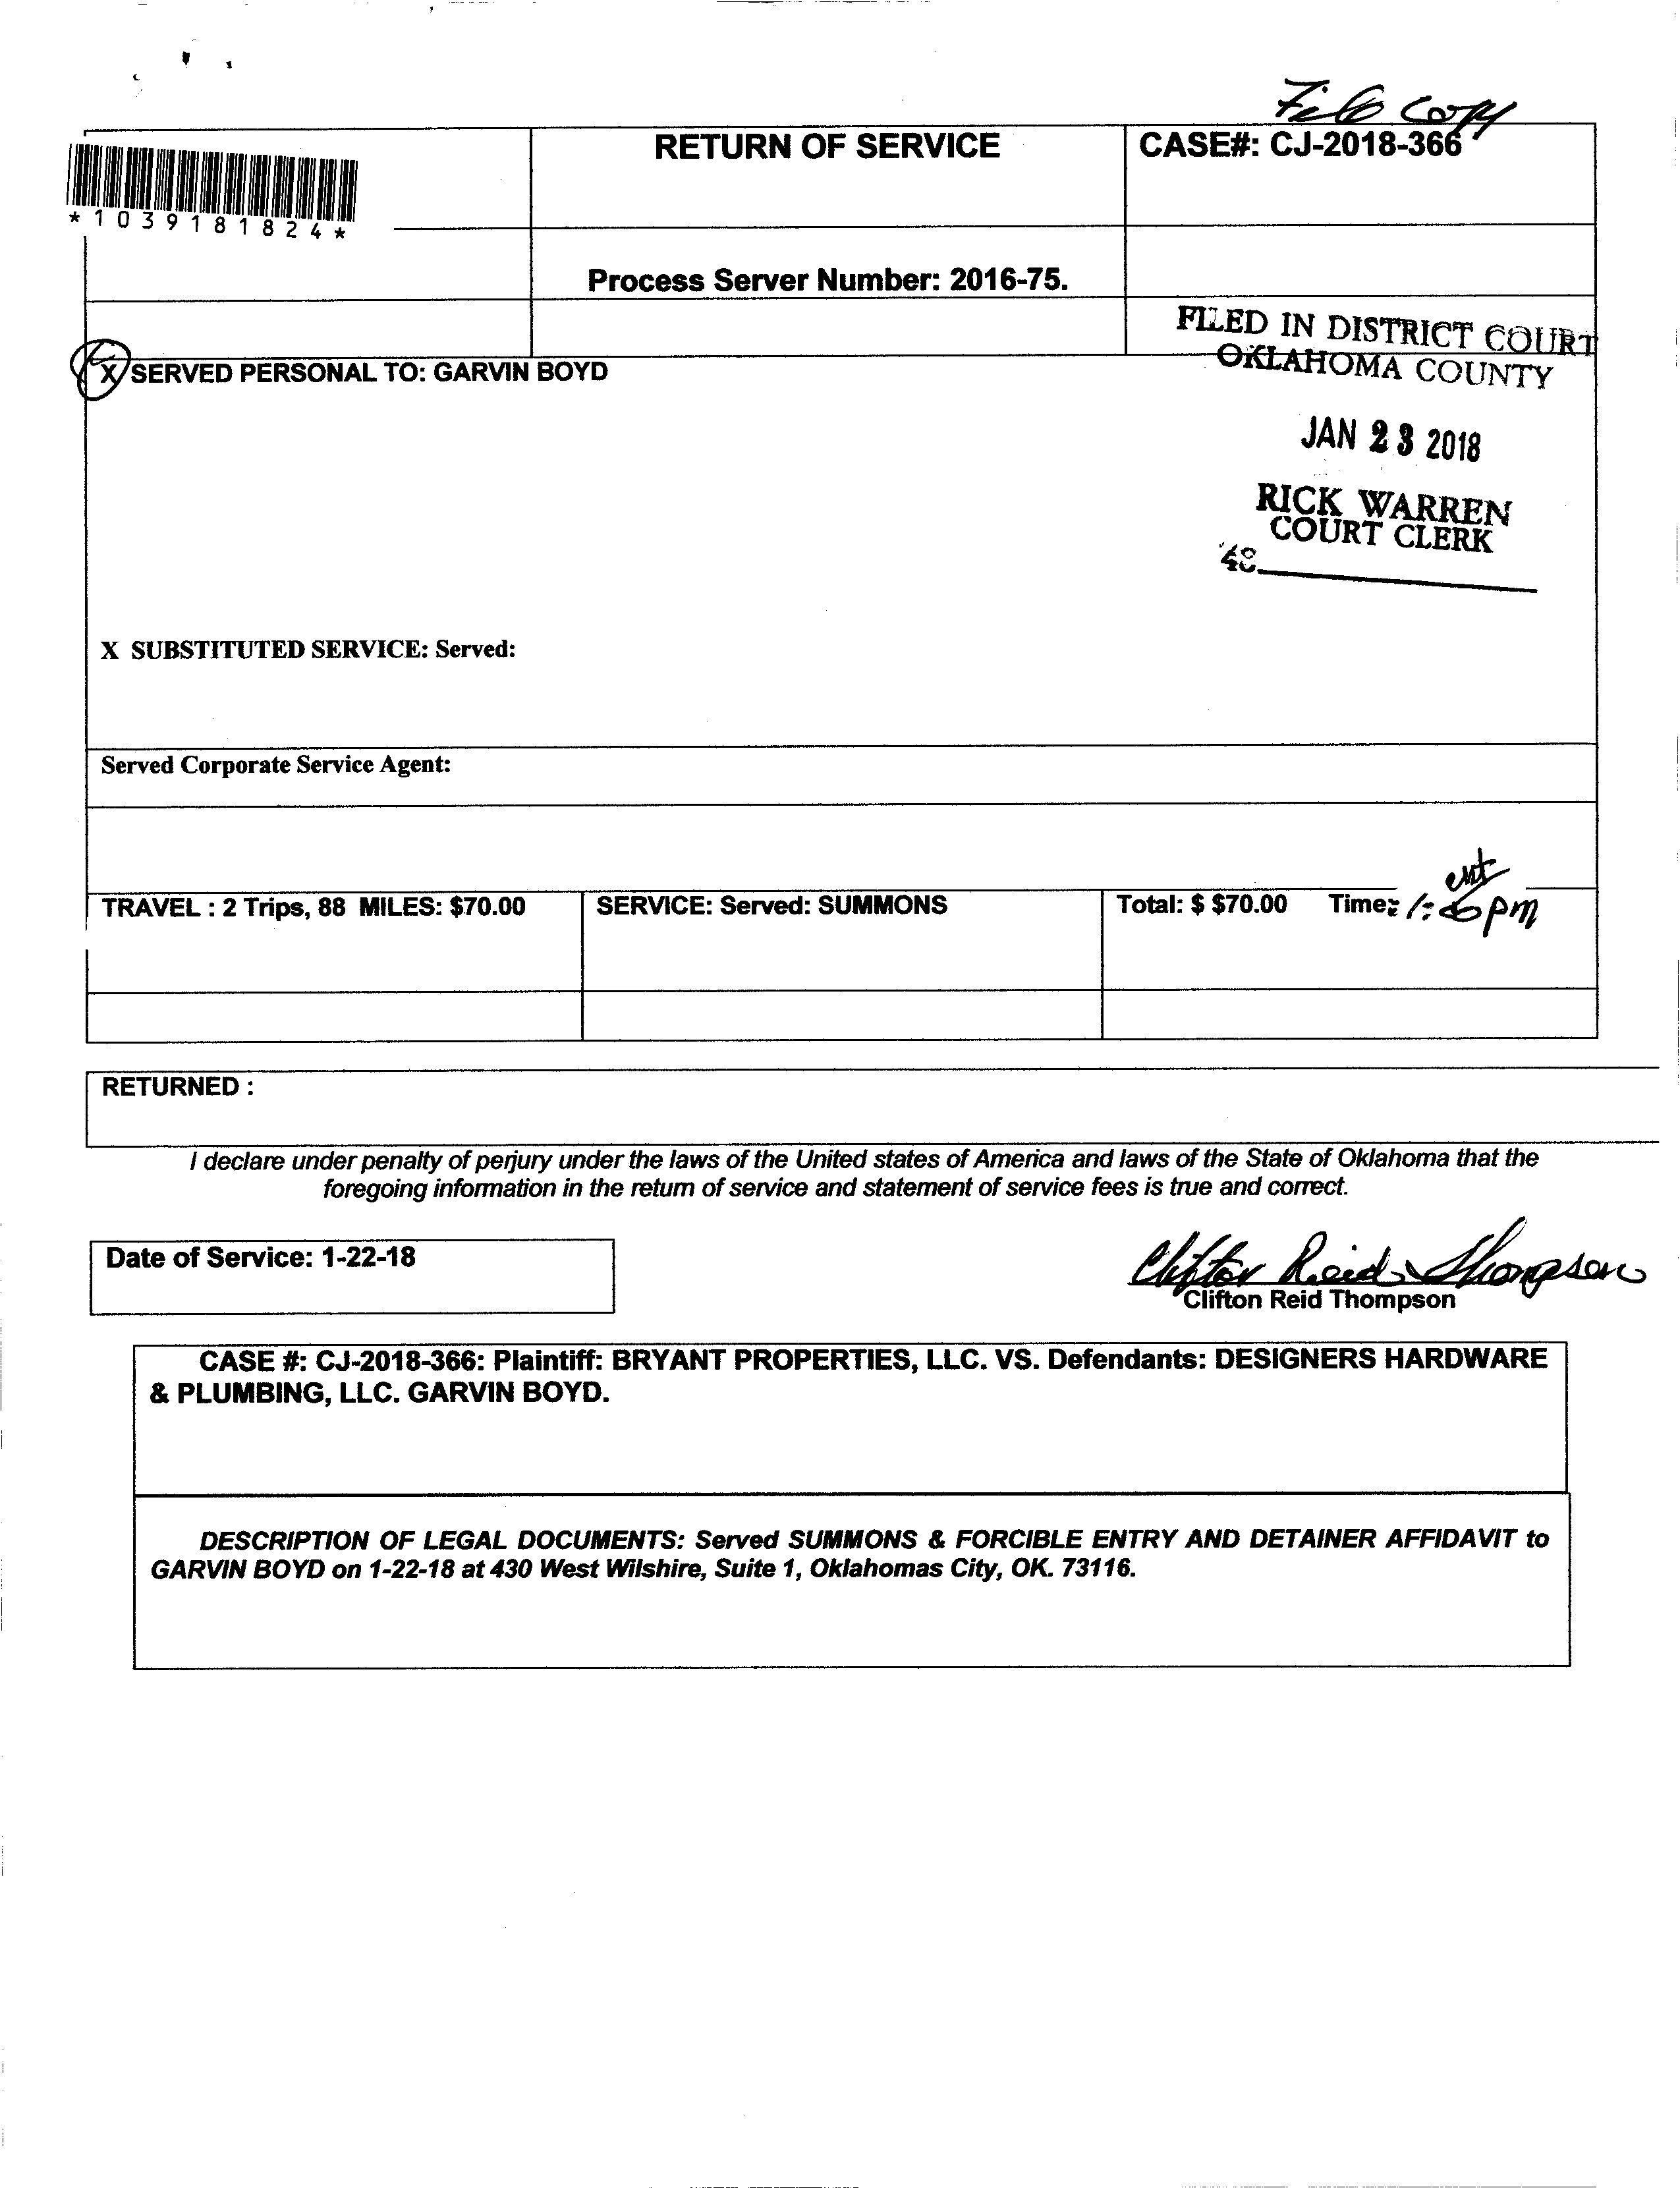 File Copy
RETURN OF SERVICE
CASE#: CJ-2018-366
*1039181824*
Process Server Number: 2016-75.
FILED IN DISTRICT COURT
OKLAHOMA COUNTY
X SERVED PERSONAL TO: GARVIN BOYD
JAN 23 2018
RICK WARREN
COURT CLERK
48
X SUBSTITUTED SERVICE: Served:
Served Corporate Service Agent:
TRAVEL : 2 Trips, 88 MILES: $70.00
SERVICE: Served: SUMMONS
Total: $ $70.00 Time: pm
RETURNED :
I declare under penalty of perjury under the laws of the United states of America and laws of the State of Oklahoma that the
foregoing information in the return of service and statement of service fees is true and correct.
Date of Service: 1-22-18
Clifton Reid Thompson
Clifton Reid Thompson
CASE #: CJ-2018-366: Plaintiff: BRYANT PROPERTIES, LLC. VS. Defendants: DESIGNERS HARDWARE
& PLUMBING, LLC. GARVIN BOYD.
DESCRIPTION OF LEGAL DOCUMENTS: Served SUMMONS & FORCIBLE ENTRY AND DETAINER AFFIDAVIT to
GARVIN BOYD on 1-22-18 at 430 West Wilshire, Suite 1, Oklahomas City, OK. 73116.